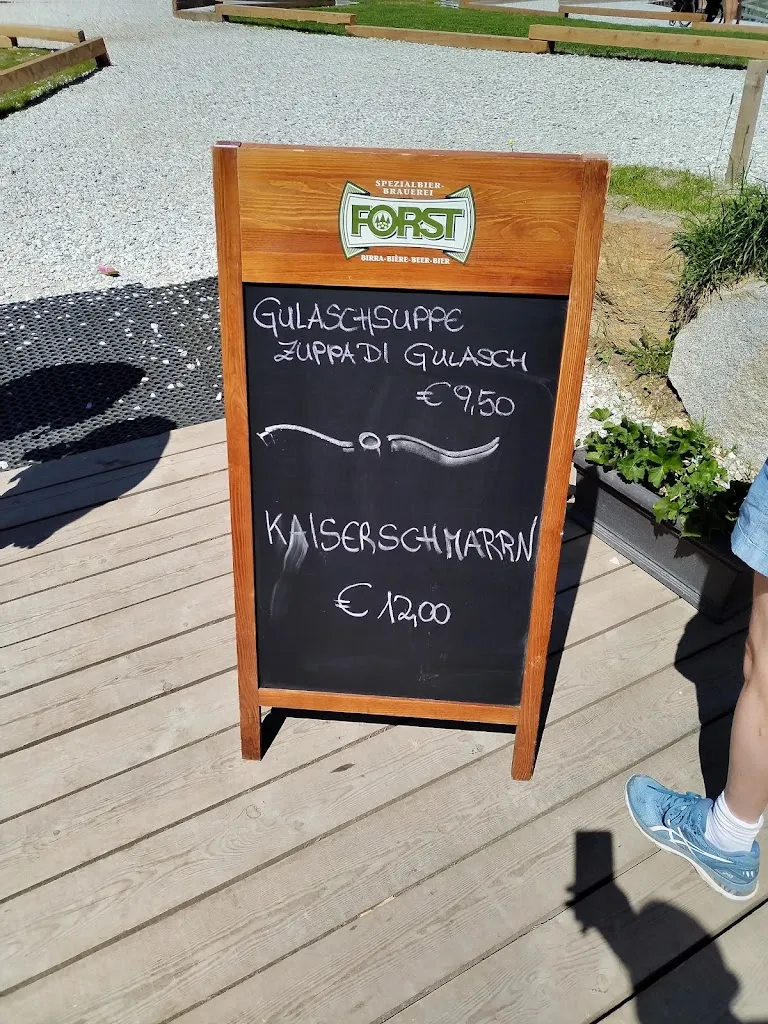 SPEZIALBIER-
BRAUEREI
FORST
BIRRA-BIÈRE-BEER-BIER
GULASCHSUPPE
ZUPPA DI GULASCH
€9,50
KAISERSCHMARRN
€12,00